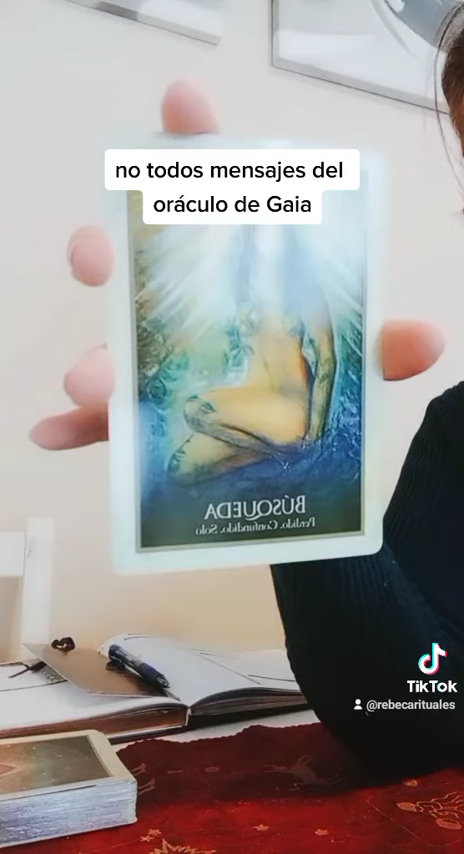 no todos mensajes del
oráculo de Gaia
BÚSQUEDA
Perdido. Confundido. Solo
TikTok
@rebecarituales